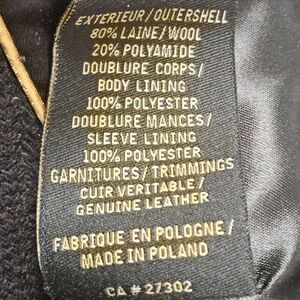 EXTERIEUR/OUTERSHELL
80% LAINE/WOOL
20% POLYAMIDE
DOUBLURE CORPS/
BODY LINING
100% POLYESTER
DOUBLURE MANCES/
SLEEVE LINING
100% POLYESTER
GARNITURES/TRIMMINGS
CUIR VERITABLE/
GENUINE LEATHER
FABRIQUE EN POLOGNE/
MADE IN POLAND
CA # 27302